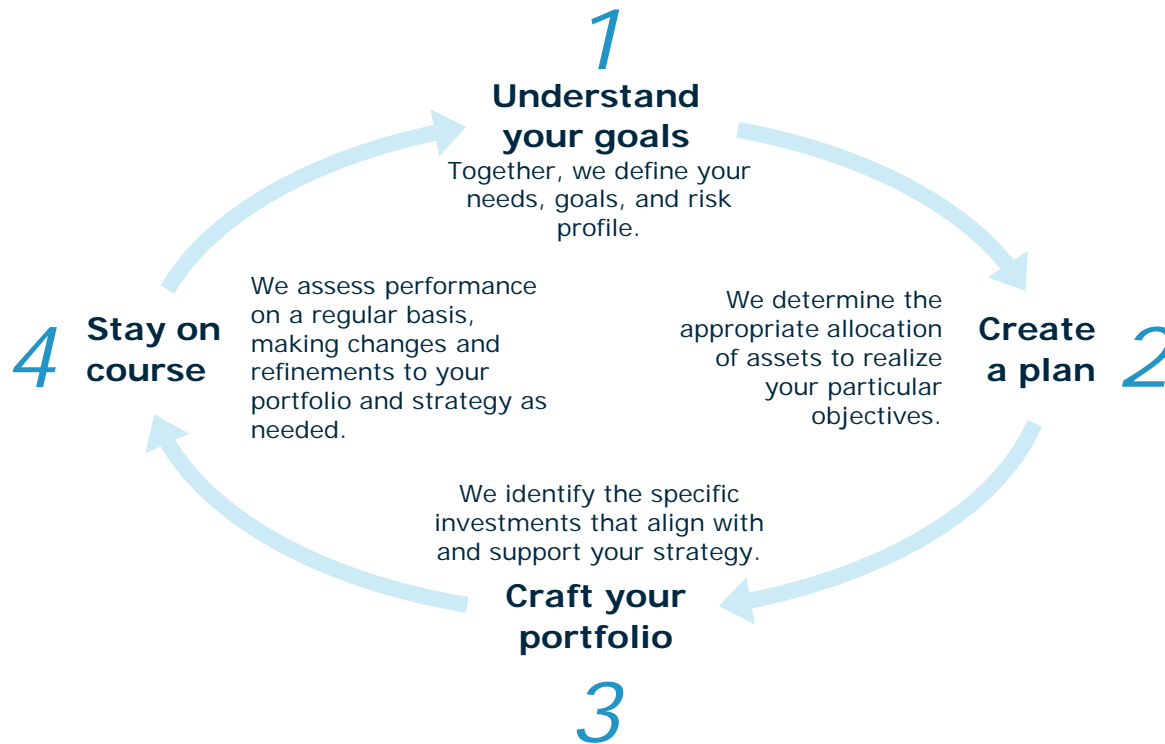 1
Understand
your goals
Together, we define your
needs, goals, and risk
profile.
We determine the
appropriate allocation
of assets to realize
your particular
objectives.
Create
a plan
2
We identify the specific
investments that align with
and support your strategy.
Craft your
portfolio
3
4
Stay on
course
We assess performance
on a regular basis,
making changes and
refinements to your
portfolio and strategy as
needed.